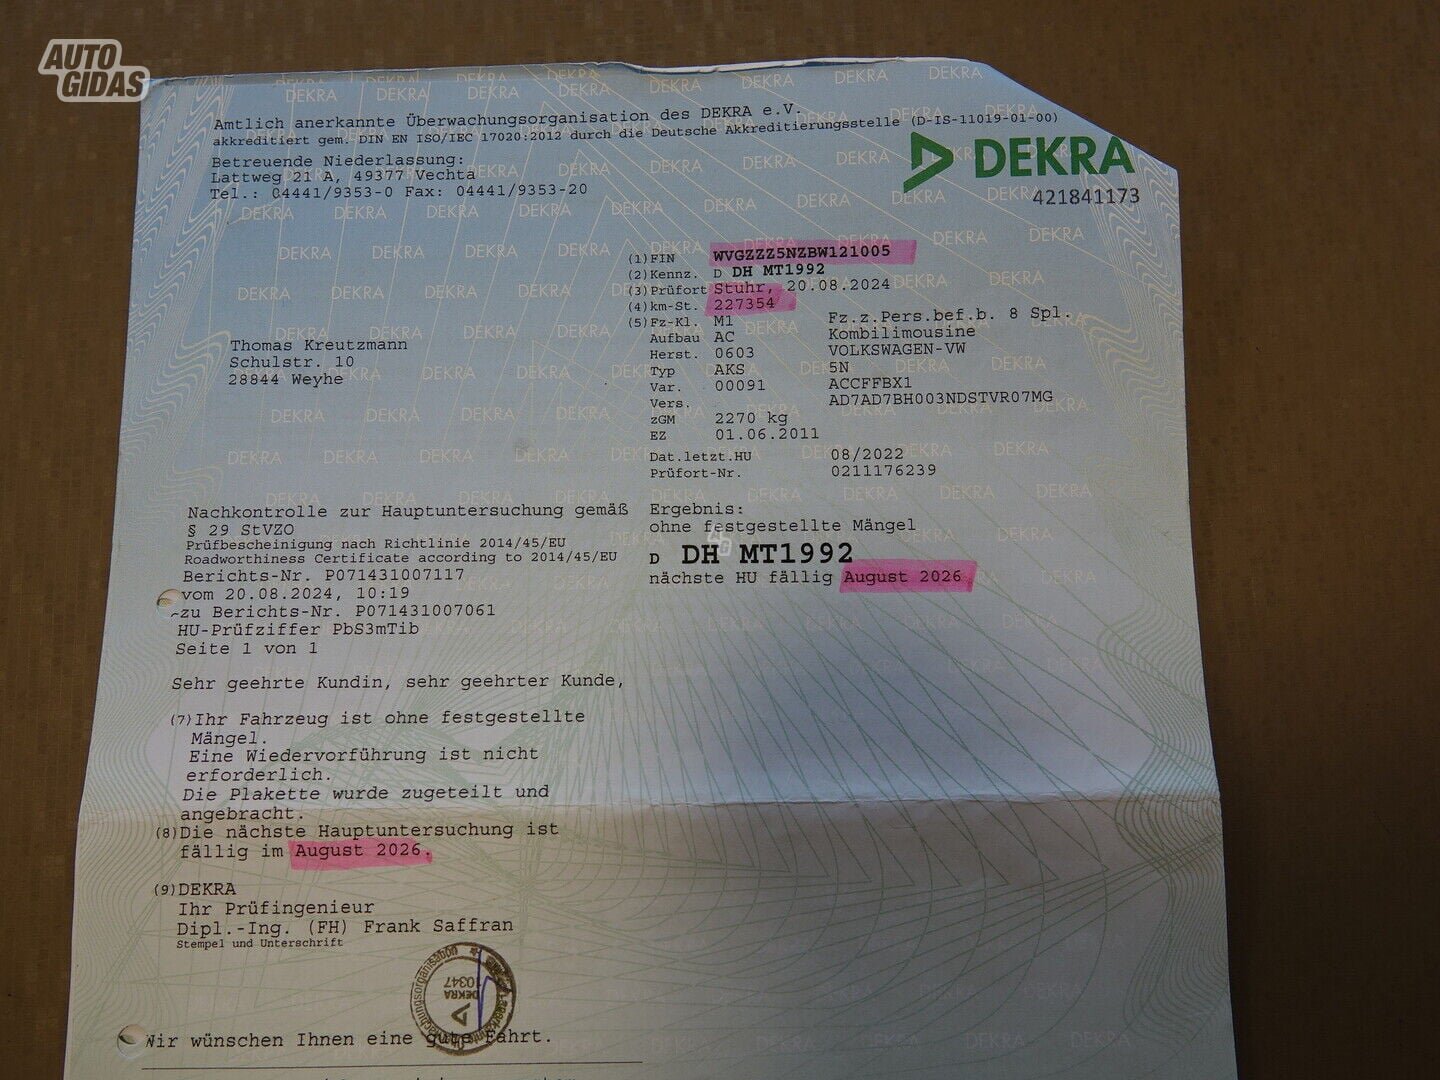 AUTO
GIDAS
Amtlich anerkannte Überwachungsorganisation des DEKRA e.V.
akkreditiert gem. DIN EN ISO/IEC 17020:2012 durch die Deutsche Akkreditierungsstelle (D-IS-11019-01-00)
DEKRA
421841173
Betreuende Niederlassung:
Lattweg 21 A, 49377 Vechta
Tel.: 04441/9353-0 Fax: 04441/9353-20
Thomas Kreutzmann
Schulstr. 10
28844 Weyhe
(1) FIN WVGZZZ5NZBW121005
(2) Kennz. D DH MT1992
(3) Prüfort Stuhr, 20.08.2024
(4) km-St. 227354
(5) Fz-Kl. M1 Fz.z.Pers.bef.b. 8 Spl.
Aufbau AC Kombilimousine
Herst. 0603 VOLKSWAGEN-VW
Typ AKS 5N
Var. 00091 ACCFFBX1
Vers. AD7AD7BH003NDSTVR07MG
zGM 2270 kg
EZ 01.06.2011
Dat.letzt.HU 08/2022
Prüfort-Nr. 0211176239
Nachkontrolle zur Hauptuntersuchung gemäß
§ 29 StVZO
Prüfbescheinigung nach Richtlinie 2014/45/EU
Roadworthiness Certificate according to 2014/45/EU
Berichts-Nr. P071431007117
vom 20.08.2024, 10:19
zu Berichts-Nr. P071431007061
HU-Prüfziffer PbS3mTib
Seite 1 von 1
Ergebnis:
ohne festgestellte Mängel
D DH MT1992
nächste HU fällig August 2026
Sehr geehrte Kundin, sehr geehrter Kunde,
(7) Ihr Fahrzeug ist ohne festgestellte
Mängel.
Eine Wiedervorführung ist nicht
erforderlich.
Die Plakette wurde zugeteilt und
angebracht.
(8) Die nächste Hauptuntersuchung ist
fällig im August 2026.
(9) DEKRA
Ihr Prüfingenieur
Dipl.-Ing. (FH) Frank Saffran
Stempel und Unterschrift
DEKRA
10347
Wir wünschen Ihnen eine gute Fahrt.